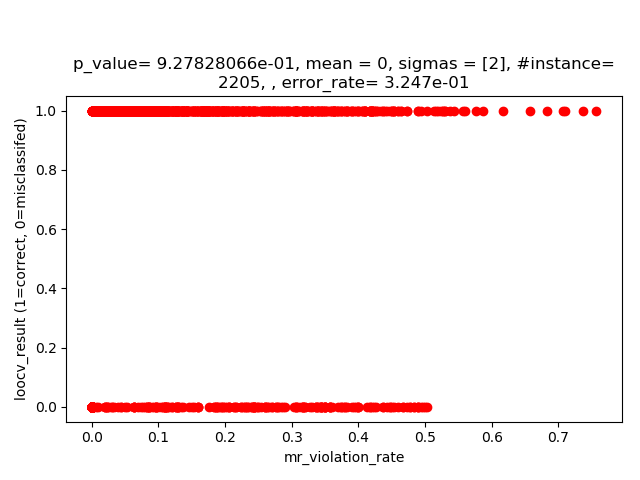 p_value= 9.27828066e-01, mean = 0, sigmas = [2], #instance=
2205, , error_rate= 3.247e-01
1.0
0.8
0.6
0.4
0.2
0.0
loocv_result (1=correct, 0=misclassifed)
0.0 0.1 0.2 0.3 0.4 0.5 0.6 0.7
mr_violation_rate